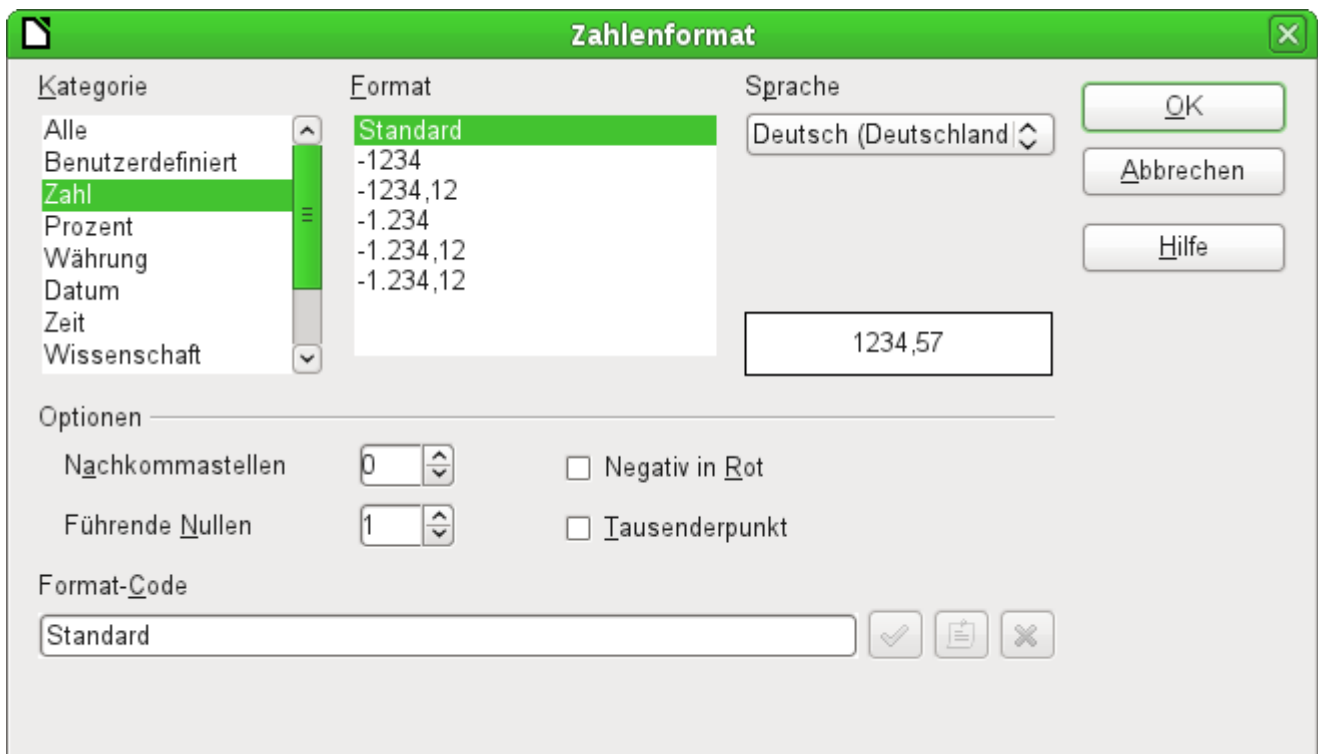 Zahlenformat
Kategorie
Alle
Benutzerdefiniert
Zahl
Prozent
Währung
Datum
Zeit
Wissenschaft
Format
Standard
-1234
-1234,12
-1.234
-1.234,12
-1.234,12
Sprache
Deutsch (Deutschland
1234,57
OK
Abbrechen
Hilfe
Optionen
Nachkommastellen 0
Negativ in Rot
Führende Nullen 1
Tausenderpunkt
Format-Code
Standard